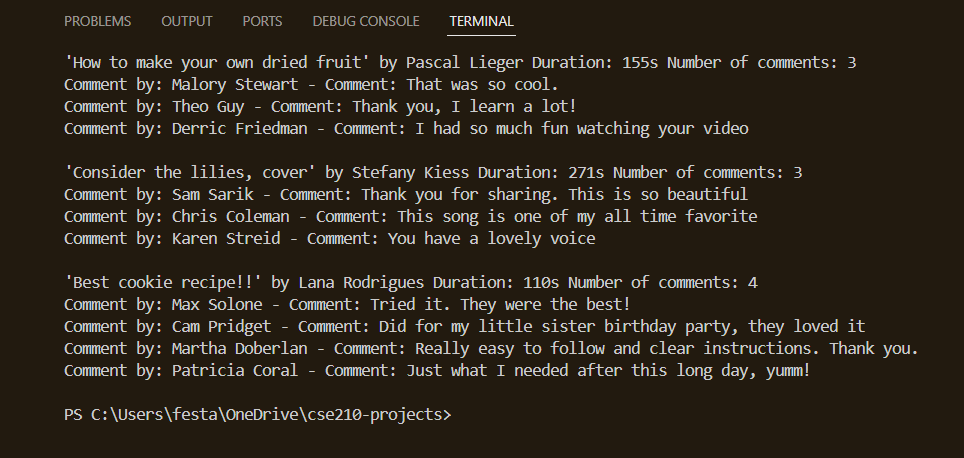 PROBLEMS OUTPUT PORTS DEBUG CONSOLE TERMINAL
'How to make your own dried fruit' by Pascal Lieger Duration: 155s Number of comments: 3
Comment by: Malory Stewart - Comment: That was so cool.
Comment by: Theo Guy - Comment: Thank you, I learn a lot!
Comment by: Derric Friedman - Comment: I had so much fun watching your video
'Consider the lilies, cover' by Stefany Kiess Duration: 271s Number of comments: 3
Comment by: Sam Sarik - Comment: Thank you for sharing. This is so beautiful
Comment by: Chris Coleman - Comment: This song is one of my all time favorite
Comment by: Karen Streid - Comment: You have a lovely voice
'Best cookie recipe!!' by Lana Rodrigues Duration: 110s Number of comments: 4
Comment by: Max Solone - Comment: Tried it. They were the best!
Comment by: Cam Pridget - Comment: Did for my little sister birthday party, they loved it
Comment by: Martha Doberlan - Comment: Really easy to follow and clear instructions. Thank you.
Comment by: Patricia Coral - Comment: Just what I needed after this long day, yumm!
PS C:\Users\festa\OneDrive\cse210-projects>